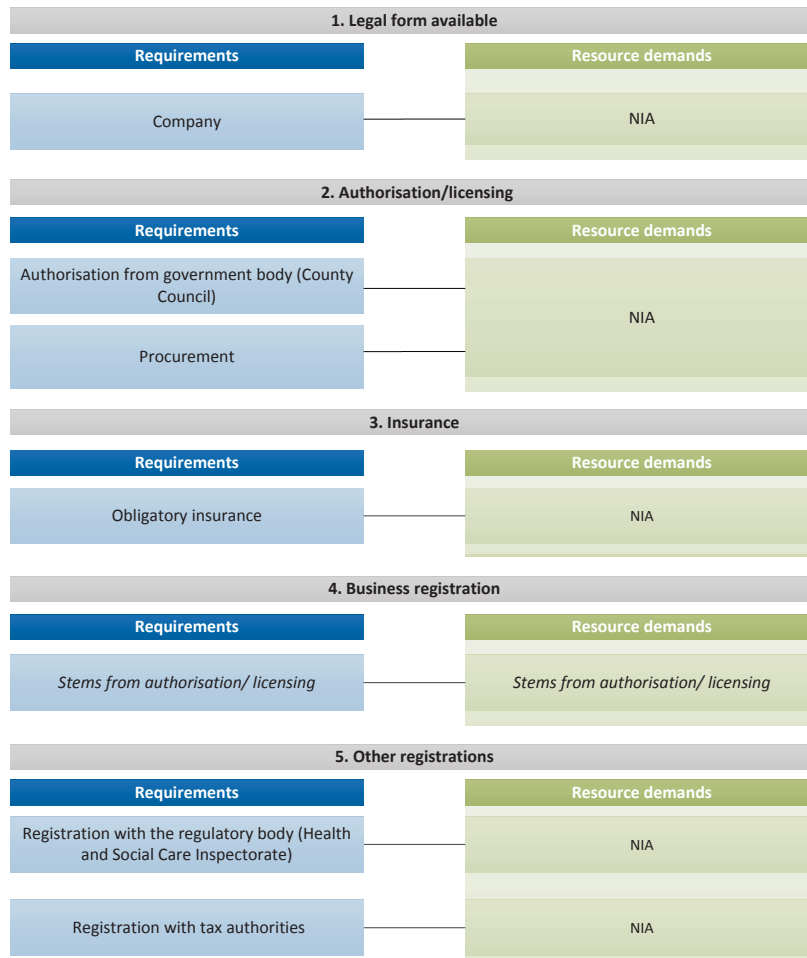 1. Legal form available
Requirements
Resource demands
Company
NIA
2. Authorisation/licensing
Requirements
Resource demands
Authorisation from government body (County
Council)
NIA
Procurement
3. Insurance
Requirements
Resource demands
Obligatory insurance
NIA
4. Business registration
Requirements
Resource demands
Stems from authorisation/ licensing
Stems from authorisation/ licensing
5. Other registrations
Requirements
Resource demands
Registration with the regulatory body (Health
and Social Care Inspectorate)
NIA
Registration with tax authorities
NIA